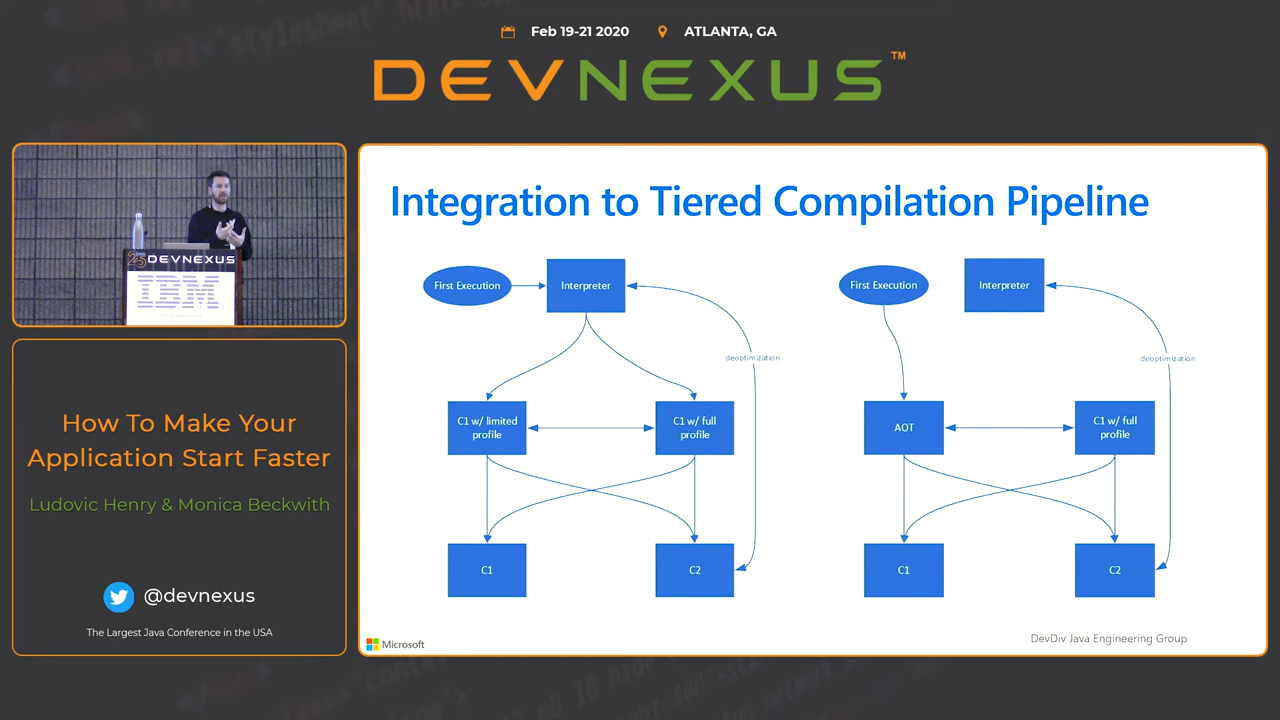 Feb 19-21 2020
ATLANTA, GA
DEVNEXUS™
DEVNEXUS
IBM
How To Make Your
Application Start Faster
Ludovic Henry & Monica Beckwith
@devnexus
The Largest Java Conference in the USA
Integration to Tiered Compilation Pipeline
First Execution
Interpreter
deoptimization
C1 w/ limited
profile
C1 w/ full
profile
C1
C2
First Execution
Interpreter
deoptimization
AOT
C1 w/ full
profile
C1
C2
Microsoft
DevDiv Java Engineering Group